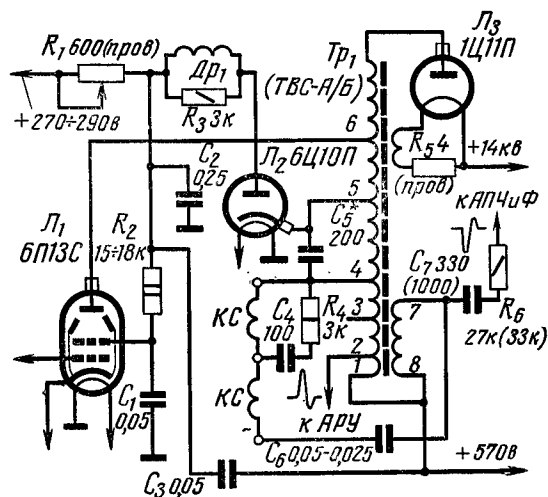 R₁ 600(пров)
+270÷290в
Др₁
R₃ 3к
Тр₁
(ТВС-А/Б)
Л₃
1Ц11П
6
R₅ 4
(пров)
+14кв
C₂
0,25
Л₂ 6Ц10П
5
C₅*
200
кАПЧиФ
Л₁
6П13С
R₂
15÷18к
4
C₇ 330
(1000)
КС
C₄
100
R₄
3к
3
7
R₆
27к(33к)
2
1
8
КС
к АРУ
C₁
0,05
~
C₆ 0,05-0,025
+570в
C₃ 0,05